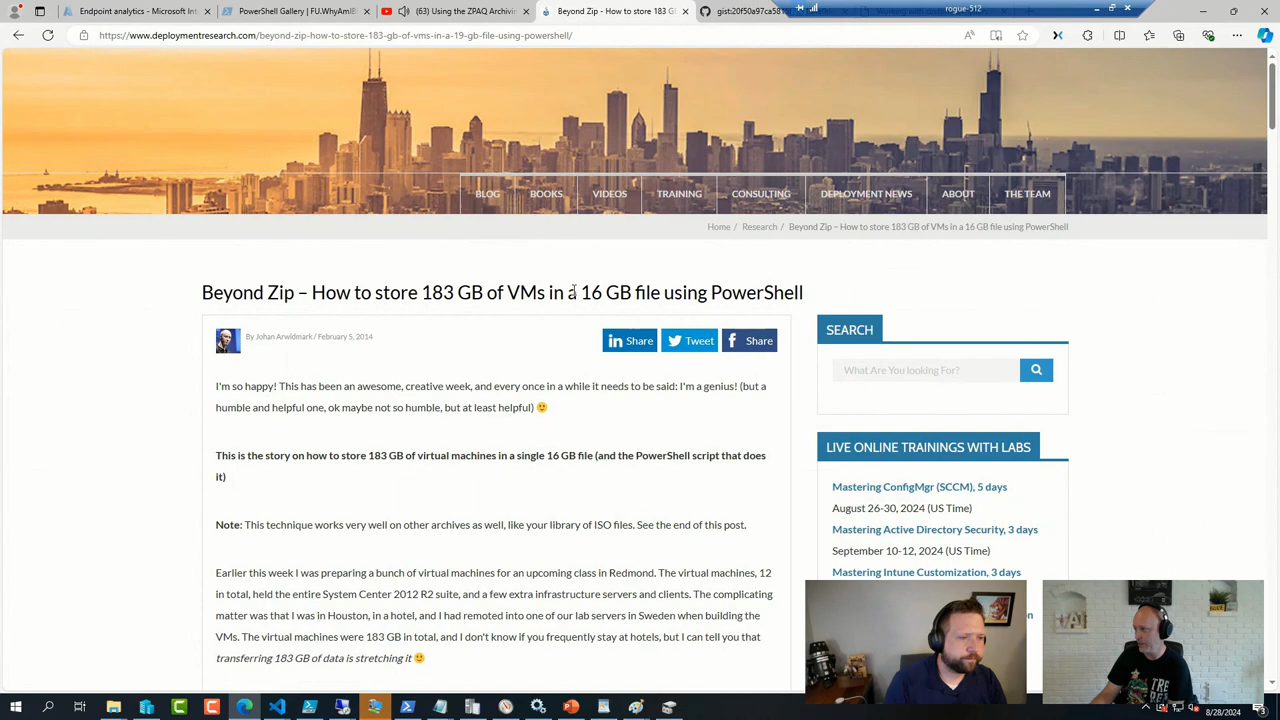 Endpoint analytics - Microsoft Int
PowerShell Gallery | FU.WhyAmIB
(63) Using the ZPAQ Archivin
Beyond Zip - How to store 183 G
rogue-512
https://www.deploymentresearch.com/beyond-zip-how-to-store-183-gb-of-vms-in-a-19-gb-file-using-powershell/
BLOG
BOOKS
VIDEOS
TRAINING
CONSULTING
DEPLOYMENT NEWS
ABOUT
THE TEAM
Home / Research / Beyond Zip – How to store 183 GB of VMs in a 16 GB file using PowerShell
Beyond Zip – How to store 183 GB of VMs in a 16 GB file using PowerShell
By Johan Arwidmark / February 5, 2014
in Share
Tweet
f Share
I'm so happy! This has been an awesome, creative week, and every once in a while it needs to be said: I'm a genius! (but a
humble and helpful one, ok maybe not so humble, but at least helpful) 🙂
This is the story on how to store 183 GB of virtual machines in a single 16 GB file (and the PowerShell script that does
it)
Note: This technique works very well on other archives as well, like your library of ISO files. See the end of this post.
Earlier this week I was preparing a bunch of virtual machines for an upcoming class in Redmond. The virtual machines, 12
in total, held the entire System Center 2012 R2 suite, and a few extra infrastructure servers and clients. The complicating
matter was that I was in Houston, in a hotel, and I had remoted into one of our lab servers in Sweden when building the
VMs. The virtual machines were 183 GB in total, and I don't know if you frequently stay at hotels, but I can tell you that
transferring 183 GB of data is stretching it 🙂
SEARCH
What Are You looking For?
LIVE ONLINE TRAININGS WITH LABS
Mastering ConfigMgr (SCCM), 5 days
August 26-30, 2024 (US Time)
Mastering Active Directory Security, 3 days
September 10-12, 2024 (US Time)
Mastering Intune Customization, 3 days
8/28/2024